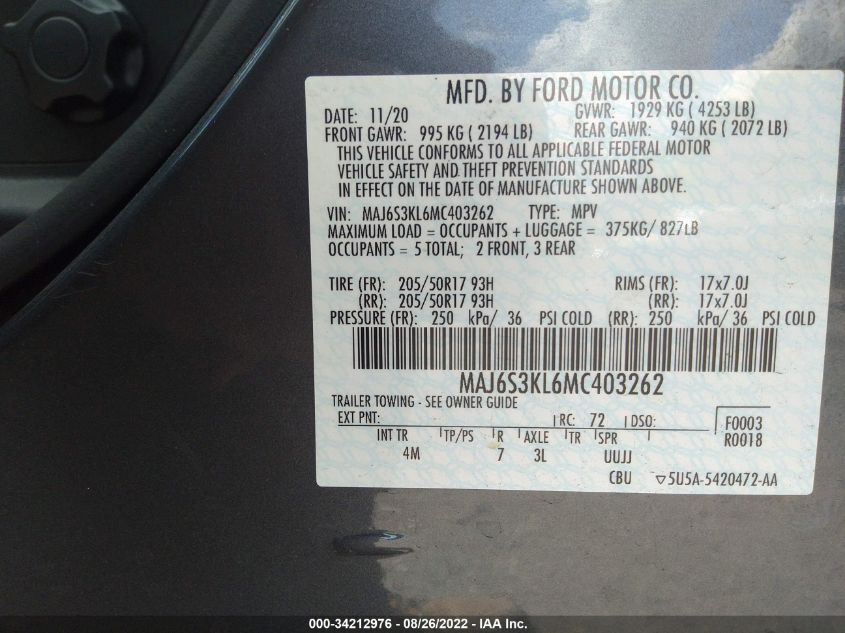 MFD. BY FORD MOTOR CO.
DATE: 11/20 GVWR: 1929 KG ( 4253 LB)
FRONT GAWR: 995 KG ( 2194 LB) REAR GAWR: 940 KG ( 2072 LB)
THIS VEHICLE CONFORMS TO ALL APPLICABLE FEDERAL MOTOR
VEHICLE SAFETY AND THEFT PREVENTION STANDARDS
IN EFFECT ON THE DATE OF MANUFACTURE SHOWN ABOVE.
VIN: MAJ6S3KL6MC403262 TYPE: MPV
MAXIMUM LOAD = OCCUPANTS + LUGGAGE = 375KG/ 827LB
OCCUPANTS = 5 TOTAL; 2 FRONT, 3 REAR
TIRE (FR): 205/50R17 93H RIMS (FR): 17x7.0J
(RR): 205/50R17 93H (RR): 17x7.0J
PRESSURE (FR): 250 kPa/ 36 PSI COLD (RR): 250 kPa/ 36 PSI COLD
MAJ6S3KL6MC403262
TRAILER TOWING - SEE OWNER GUIDE
EXT PNT: RC: 72 DSO: F0003
R0018
INT TR TP/PS R AXLE TR SPR
4M 7 3L UUJJ
CBU ▽5U5A-5420472-AA
000-34212976 - 08/26/2022 - IAA Inc.